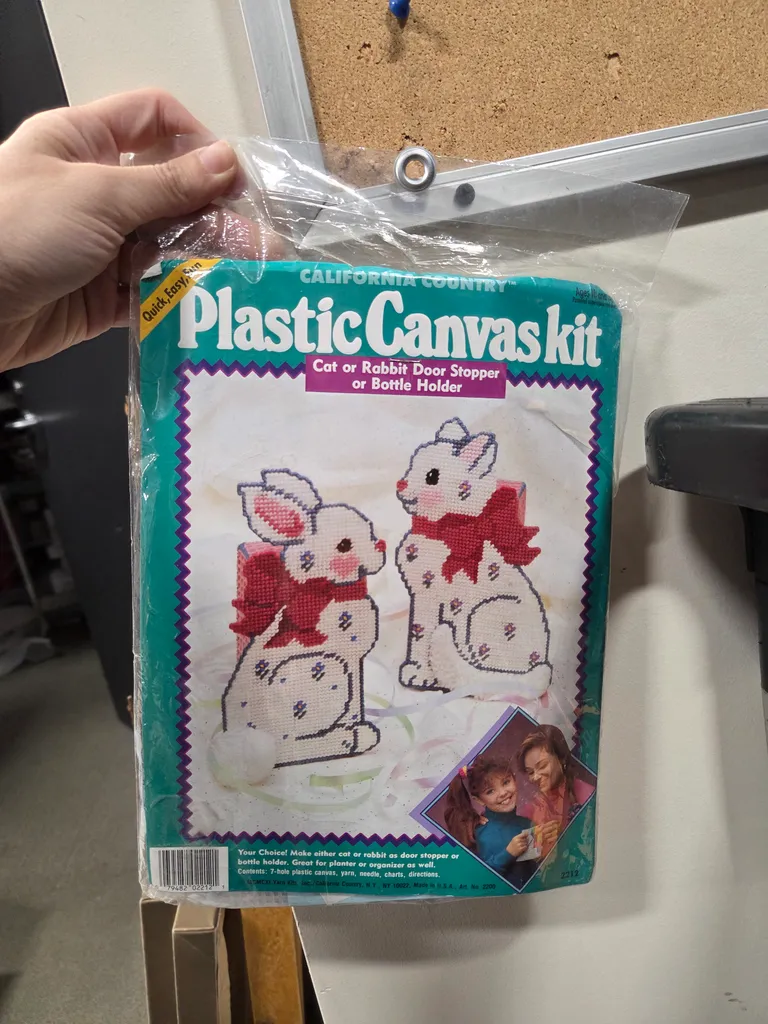 CALIFORNIA COUNTRY™
Quick, Easy, Fun
Plastic Canvas kit
Cat or Rabbit Door Stopper
or Bottle Holder
Your Choice! Make either cat or rabbit as door stopper or
bottle holder. Great for planter or organizer as well.
Contents: 7-hole plastic canvas, yarn, needle, charts, directions.
2212